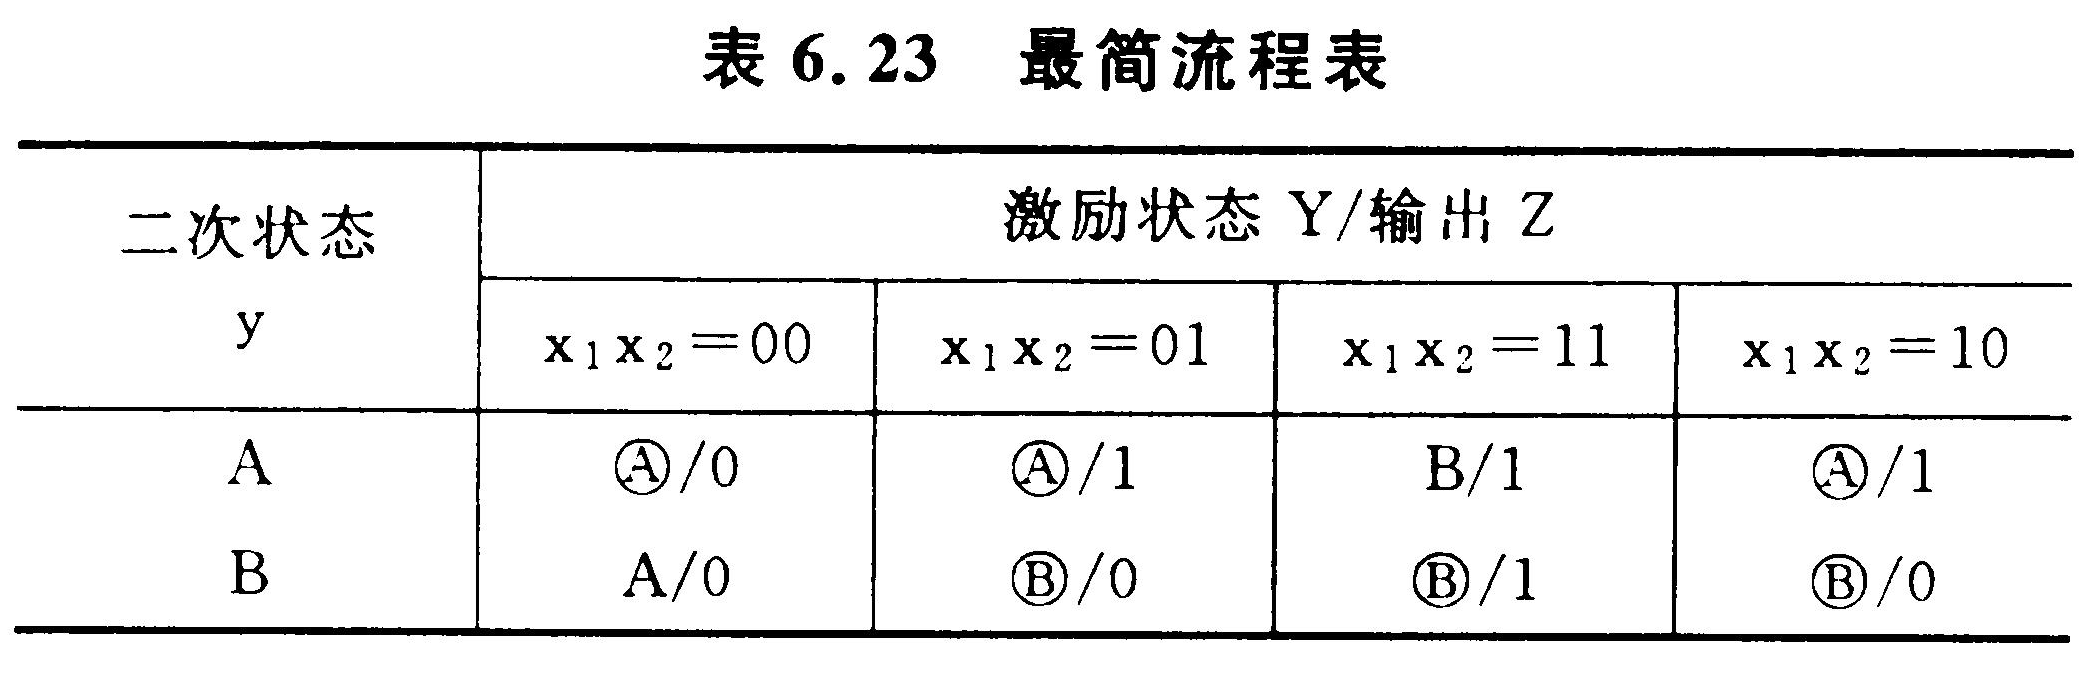 表 6.23 最简流程表
二次状态
y
激励状态 Y/输出 Z
x₁x₂=00 x₁x₂=01 x₁x₂=11 x₁x₂=10
A Ⓐ/0 Ⓐ/1 B/1 Ⓐ/1
B A/0 Ⓑ/0 Ⓑ/1 Ⓑ/0